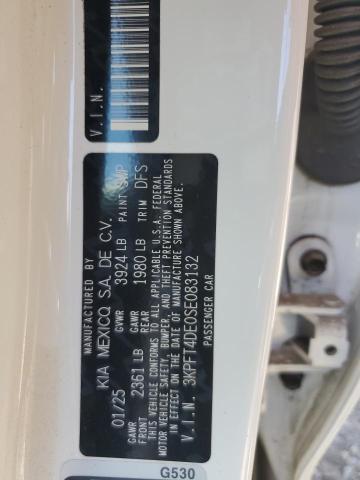 V.I.N.
MANUFACTURED BY
KIA MEXICO, S.A. DE C.V.
01/25 GVWR 3924 LB PAINT SWP
GAWR FRONT 2361 LB GAWR REAR 1980 LB TRIM DFS
THIS VEHICLE CONFORMS TO ALL APPLICABLE U.S.A. FEDERAL
MOTOR VEHICLE SAFETY, BUMPER, AND THEFT PREVENTION STANDARDS
IN EFFECT ON THE DATE OF MANUFACTURE SHOWN ABOVE.
V.I.N. 3KPFT4DE0SE083132
PASSENGER CAR
G530